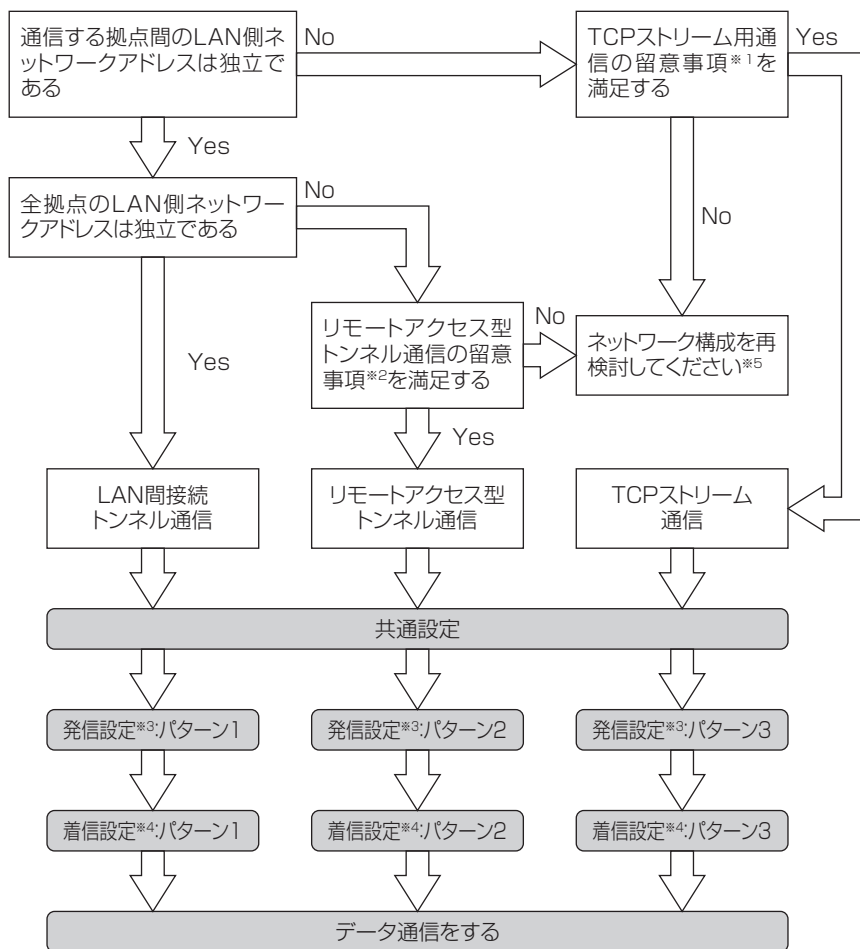 通信する拠点間のLAN側ネ
ットワークアドレスは独立で
ある
No
TCPストリーム用通
信の留意事項※1を
満足する
Yes
Yes
全拠点のLAN側ネットワー
クアドレスは独立である
No
No
Yes
リモートアクセス型
トンネル通信の留意
事項※2を満足する
No
ネットワーク構成を再
検討してください※5
Yes
LAN間接続
トンネル通信
リモートアクセス型
トンネル通信
TCPストリーム
通信
共通設定
発信設定※3:パターン1
発信設定※3:パターン2
発信設定※3:パターン3
着信設定※4:パターン1
着信設定※4:パターン2
着信設定※4:パターン3
データ通信をする